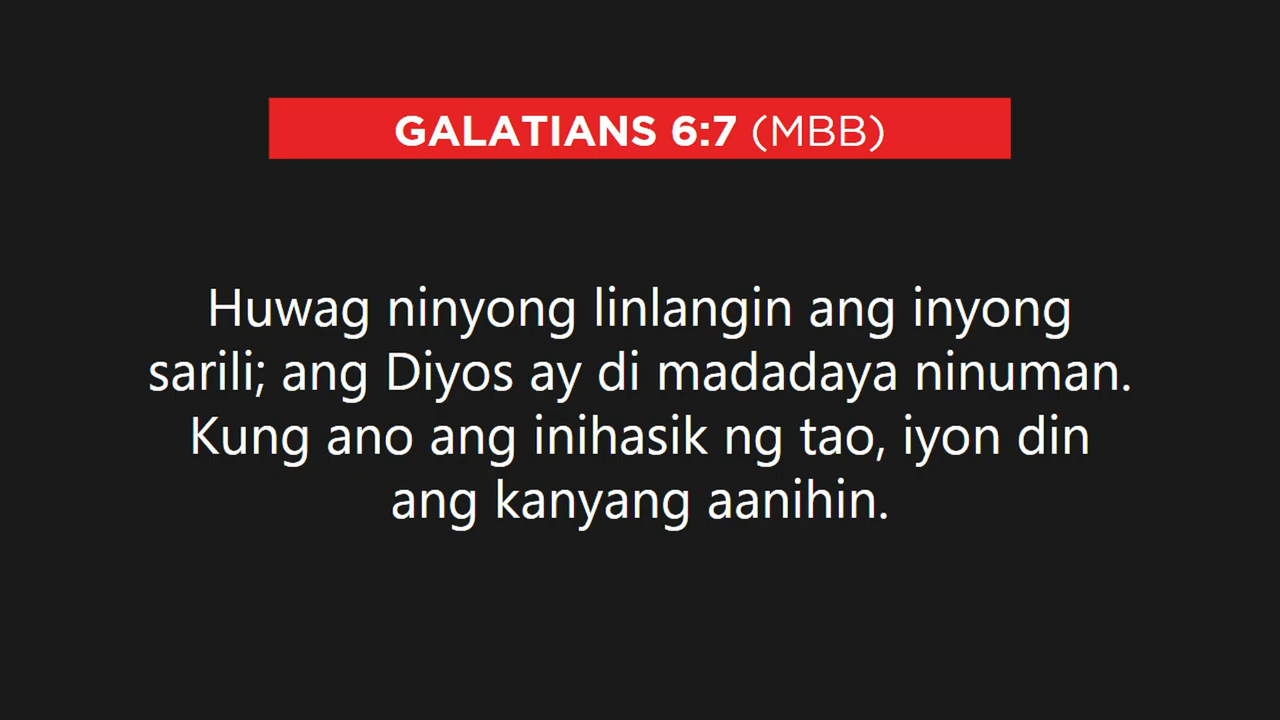 GALATIANS 6:7 (MBB)
Huwag ninyong linlangin ang inyong
sarili; ang Diyos ay di madadaya ninuman.
Kung ano ang inihasik ng tao, iyon din
ang kanyang aanihin.